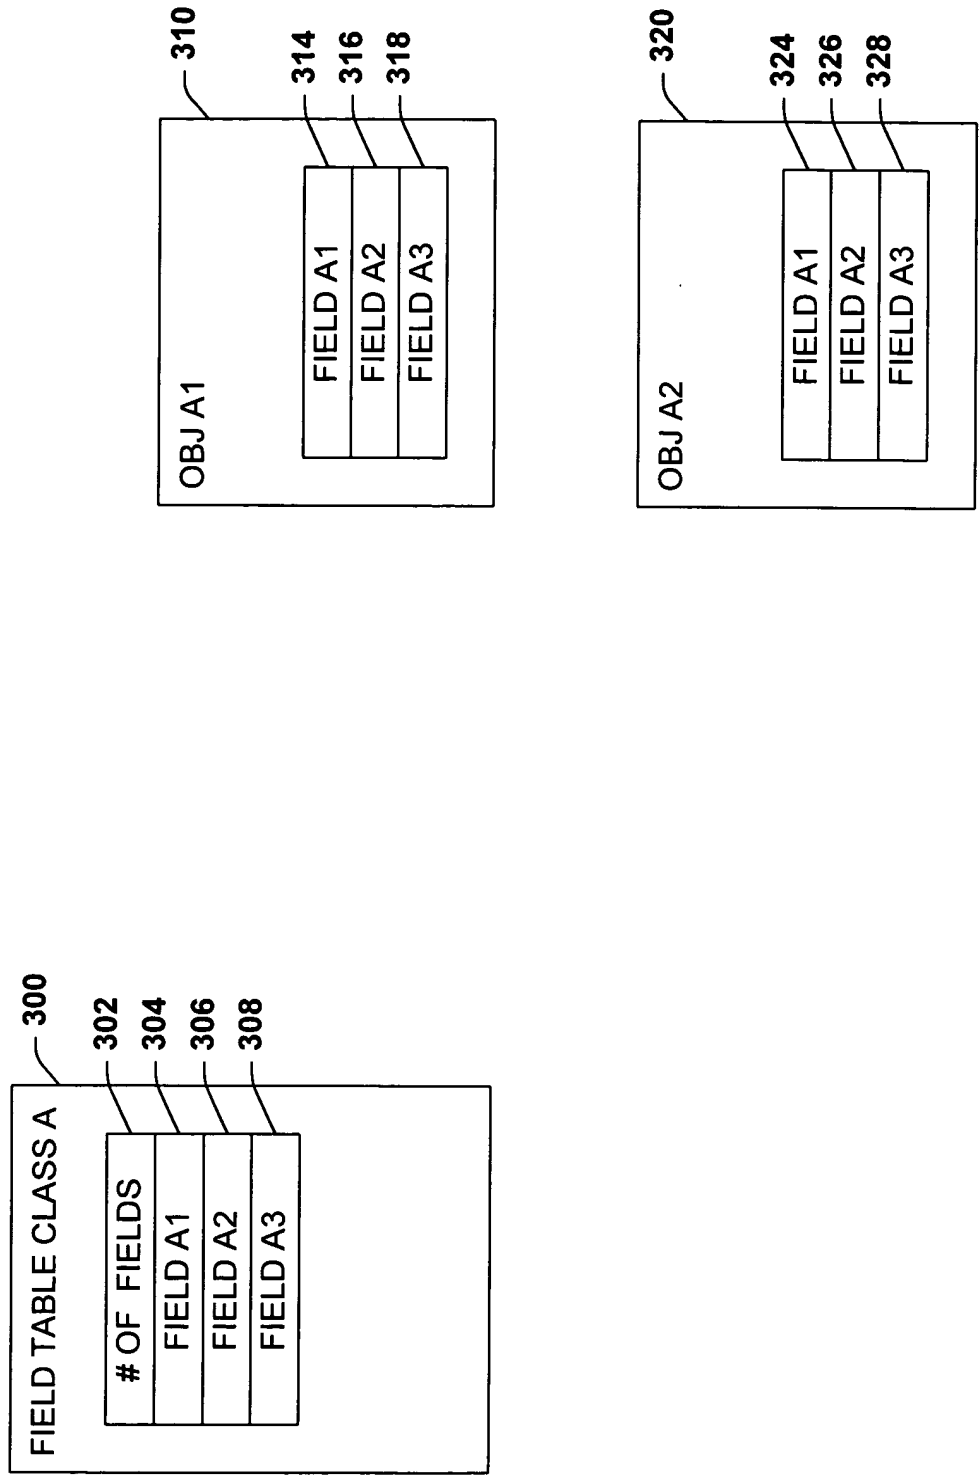 FIELD TABLE CLASS A
300
# OF FIELDS
302
FIELD A1
304
FIELD A2
306
FIELD A3
308
OBJ A1
310
FIELD A1
314
FIELD A2
316
FIELD A3
318
OBJ A2
320
FIELD A1
324
FIELD A2
326
FIELD A3
328